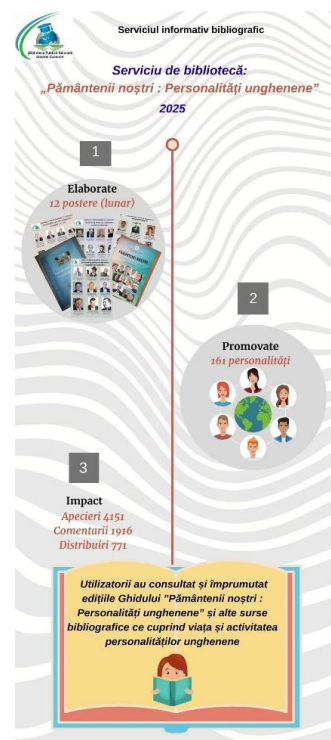 Serviciul informativ bibliografic
Serviciu de bibliotecă:
„Pământenii noștri : Personalități unghenene”
2025
1
Elaborate
12 postere (lunar)
2
Promovate
161 personalități
3
Impact
Apecieri 4151
Comentarii 1916
Distribuiri 771
Utilizatorii au consultat și împrumutat
edițiile Ghidului ”Pământenii noștri :
Personalități unghenene” și alte surse
bibliografice ce cuprind viața și activitatea
personalităților unghenene